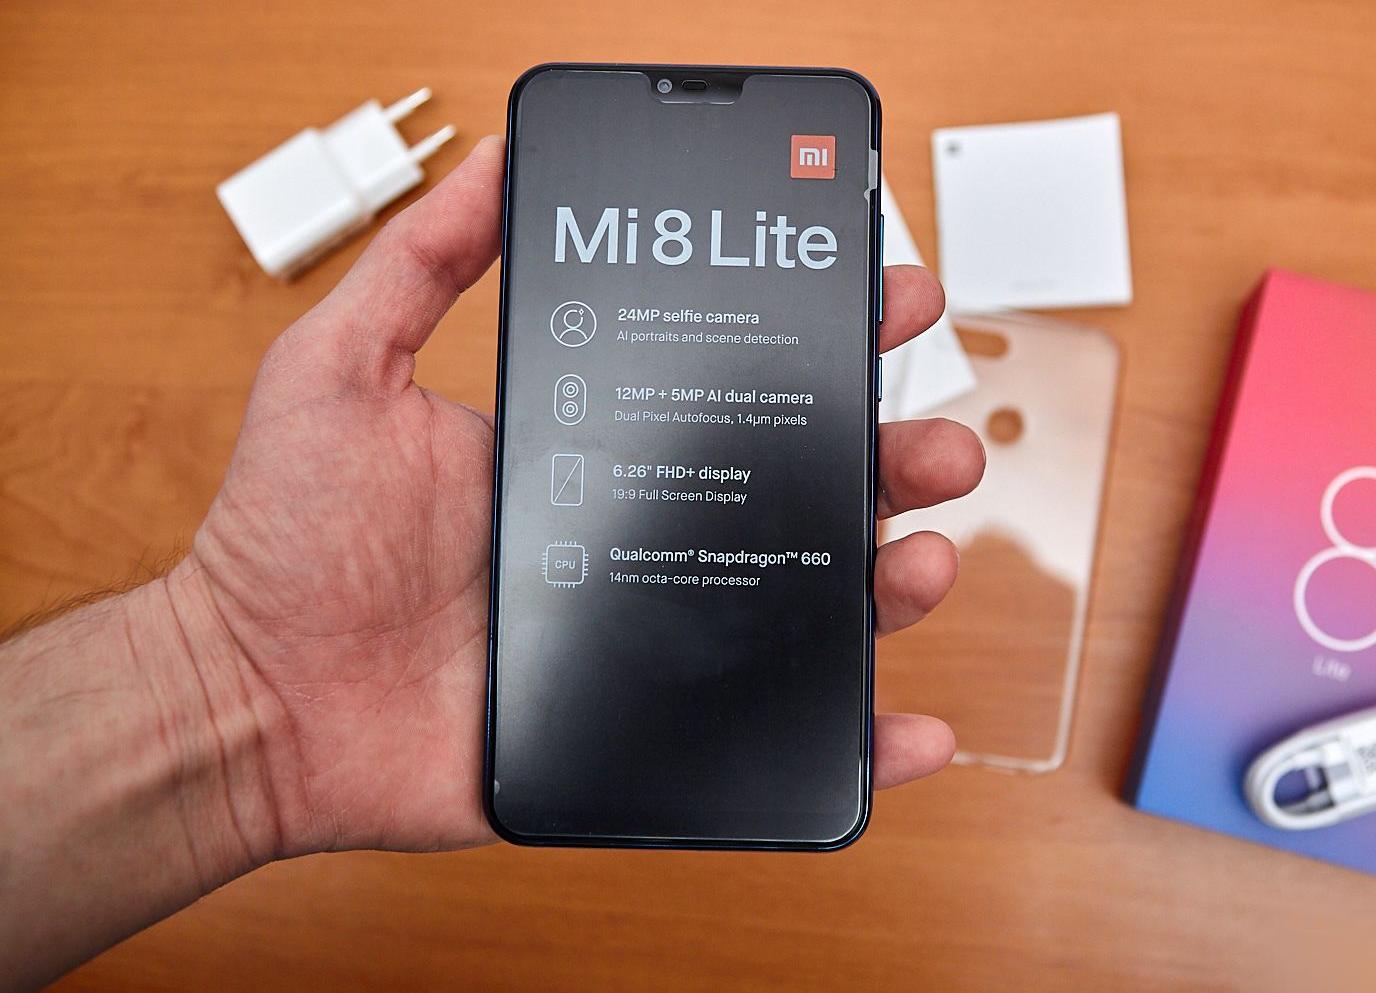 mi
Mi 8 Lite
24MP selfie camera
AI portraits and scene detection
12MP + 5MP AI dual camera
Dual Pixel Autofocus, 1.4μm pixels
6.26" FHD+ display
19:9 Full Screen Display
CPU
Qualcomm® Snapdragon™ 660
14nm octa-core processor
8
Lite